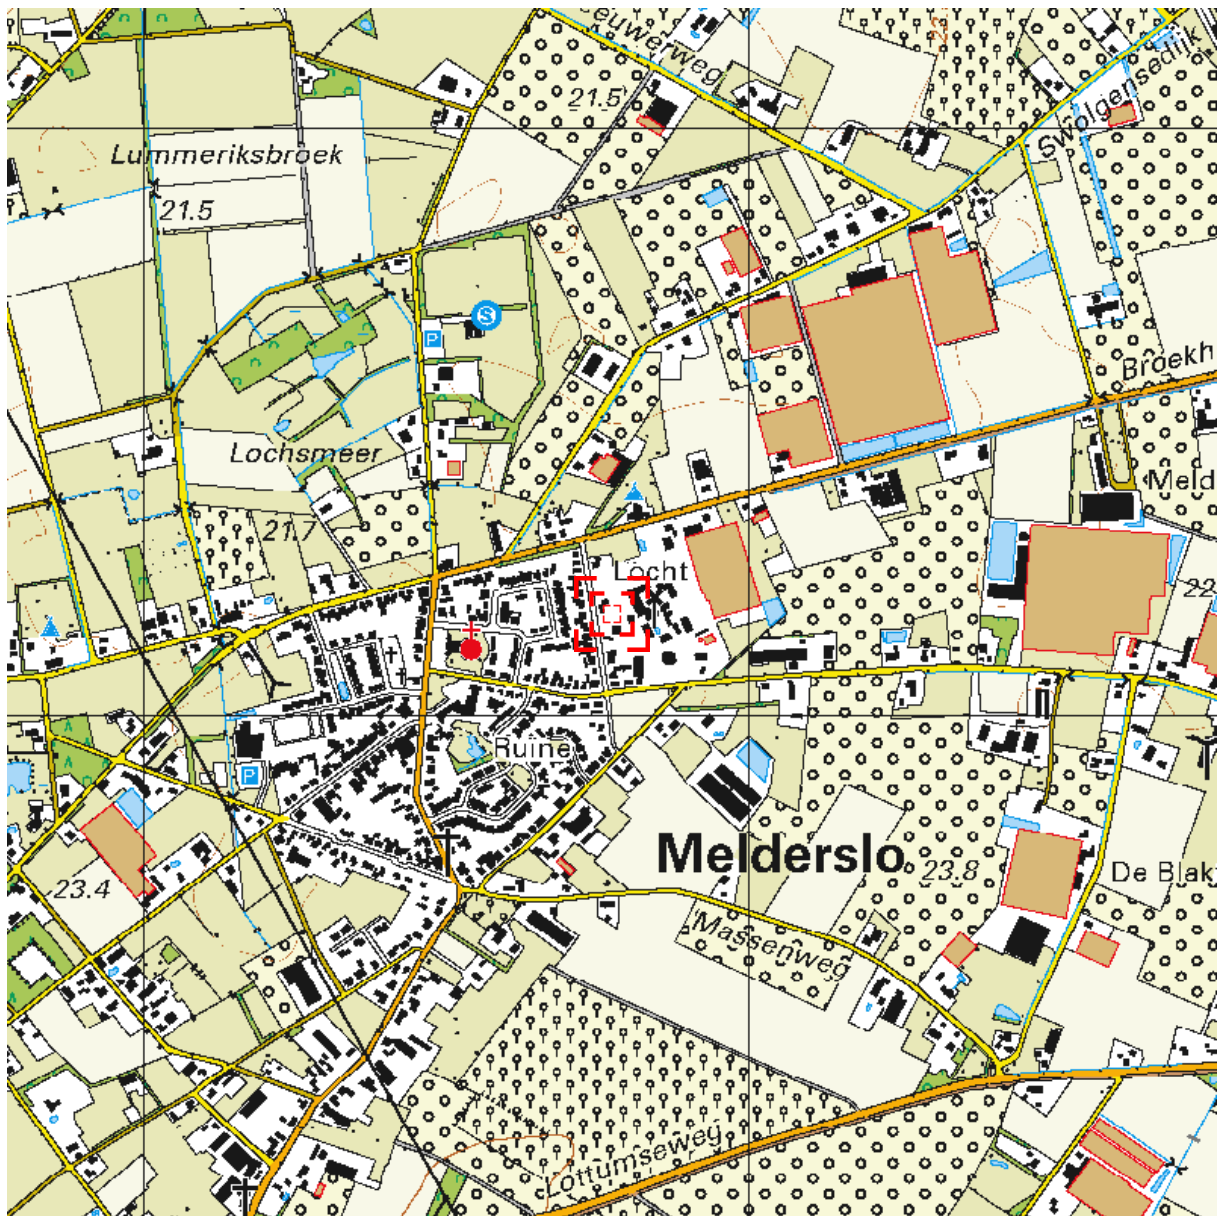 21.5
Swolgensedijk
Lummeriksbroek
21.5
S
P
Broekh
Lochsmeer
Meld
21.7
Locht
22
Ruine
P
Melderslo
23.8
De Blak
23.4
Massenweg
Lottumseweg